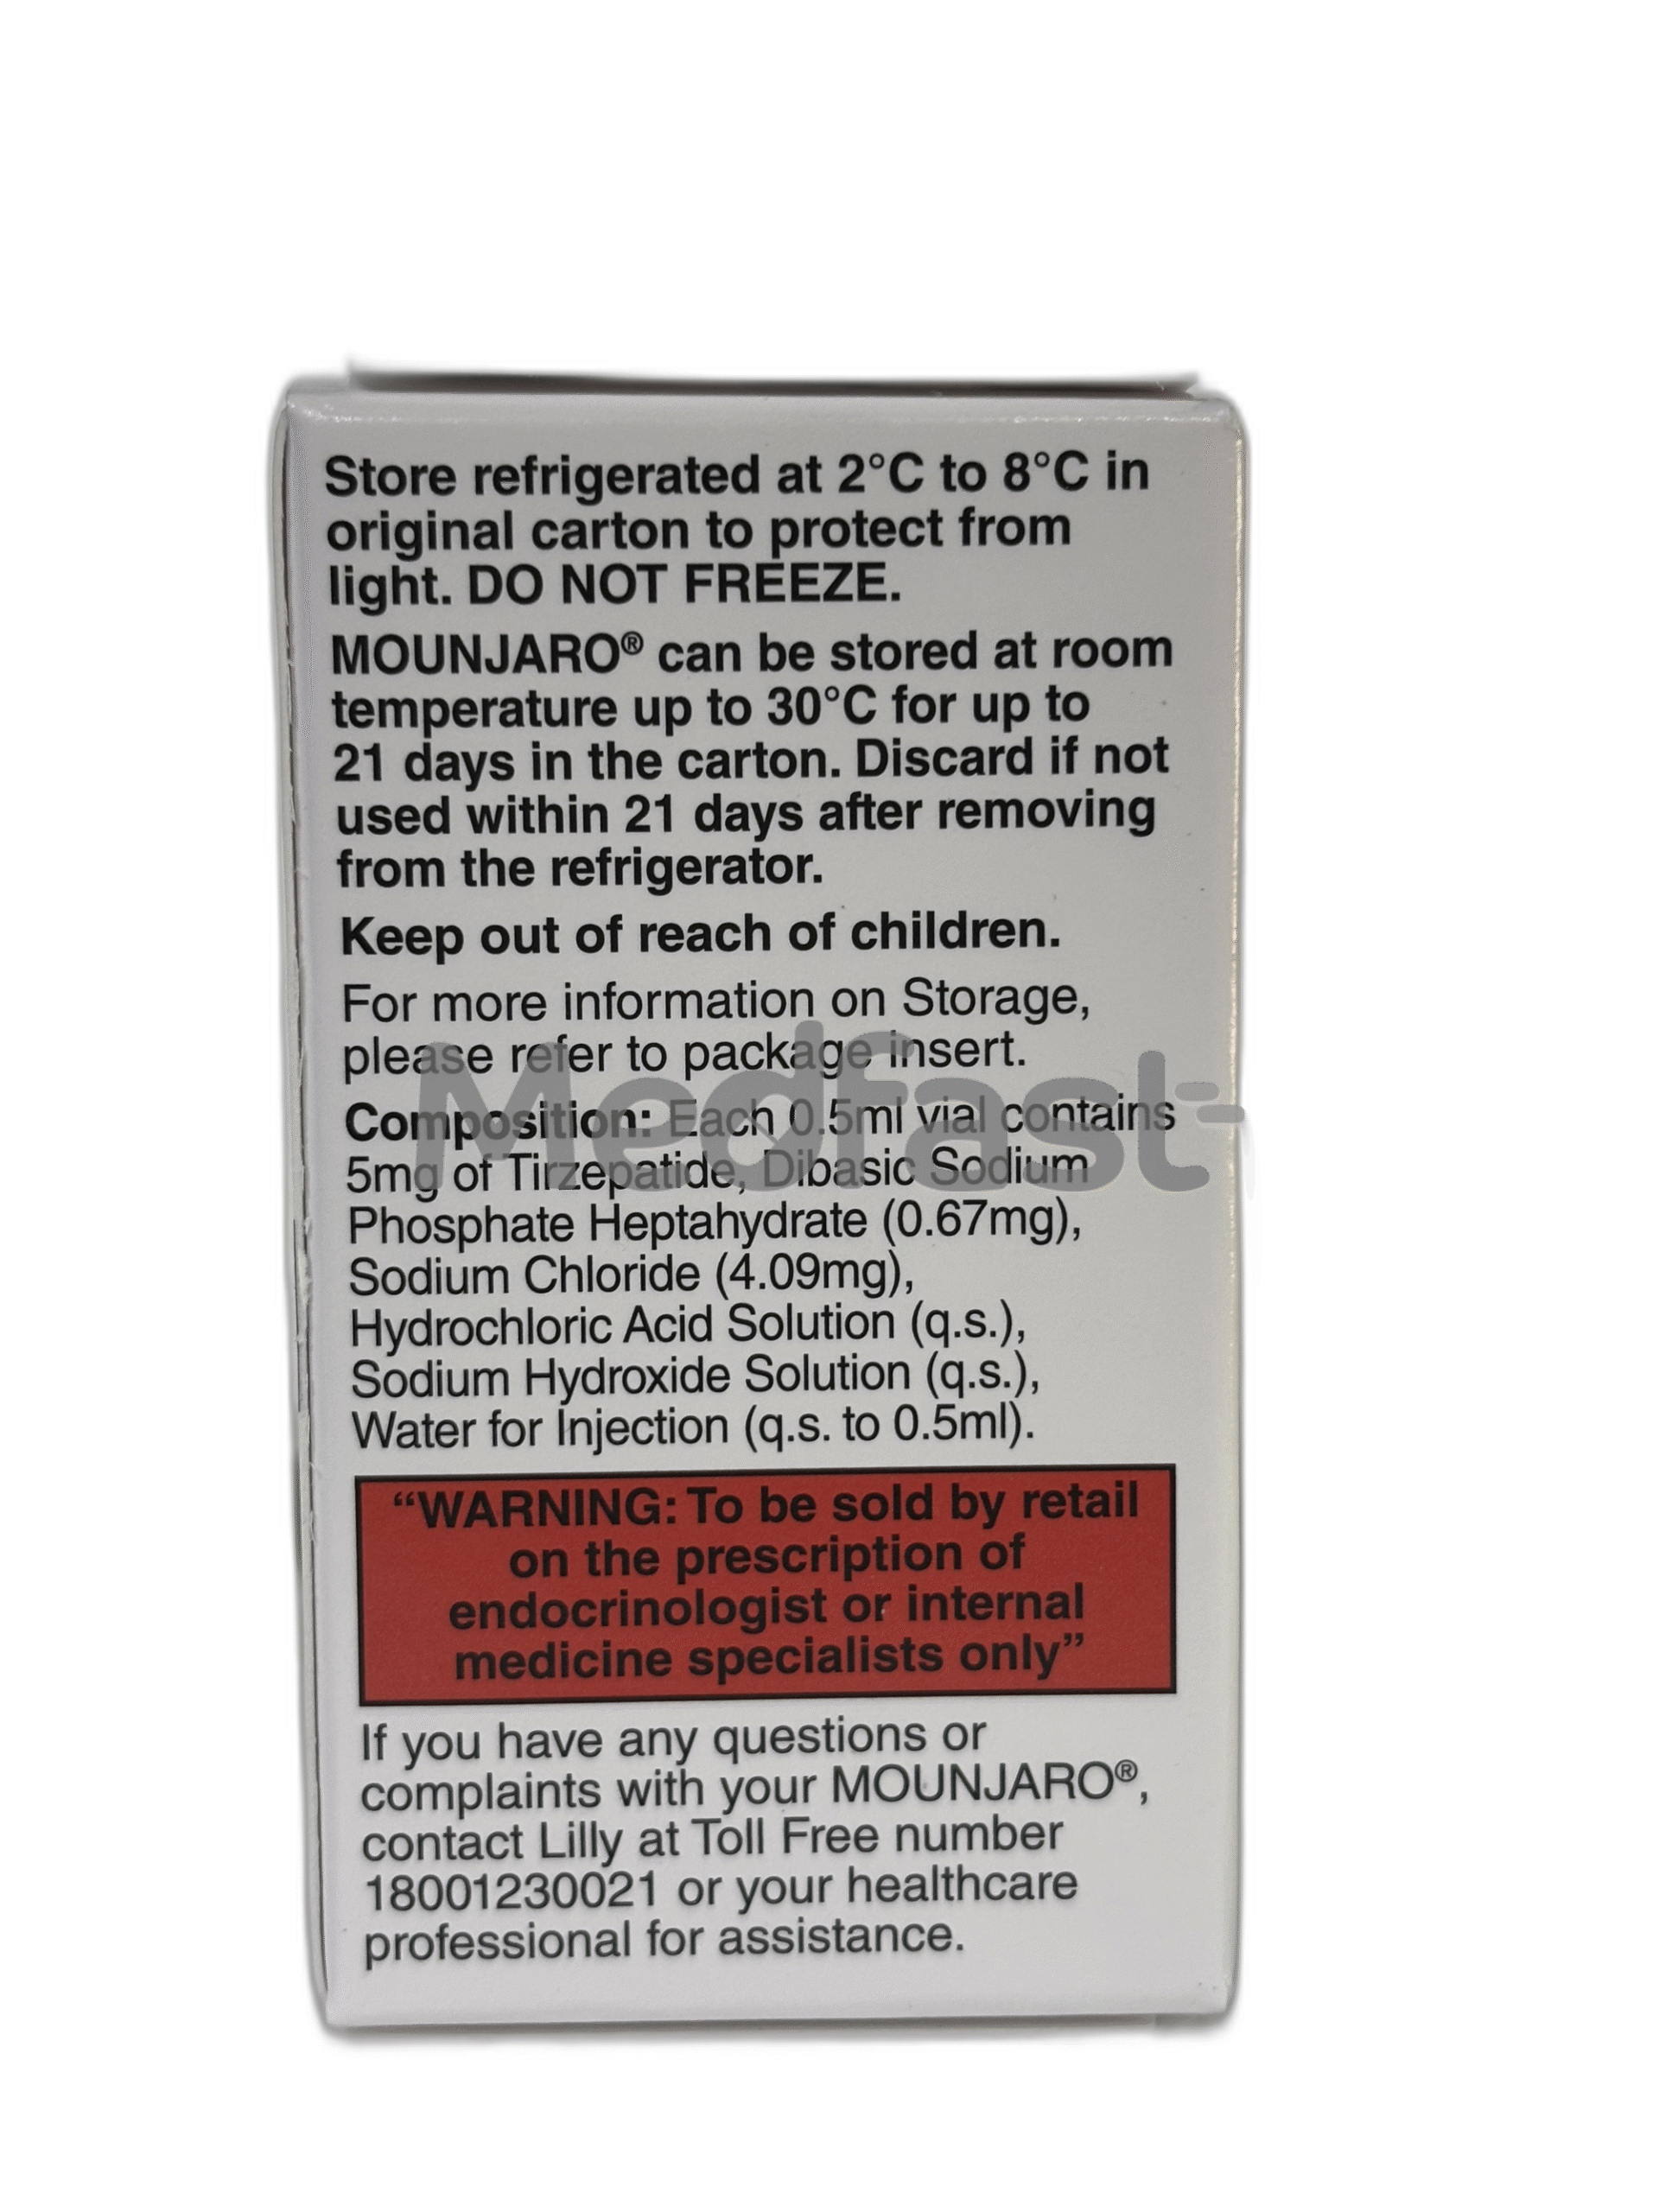 Store refrigerated at 2°C to 8°C in
original carton to protect from
light. DO NOT FREEZE.
MOUNJARO® can be stored at room
temperature up to 30°C for up to
21 days in the carton. Discard if not
used within 21 days after removing
from the refrigerator.
Keep out of reach of children.
For more information on Storage,
please refer to package insert.
Medfast
Composition: Each 0.5ml vial contains
5mg of Tirzepatide, Dibasic Sodium
Phosphate Heptahydrate (0.67mg),
Sodium Chloride (4.09mg),
Hydrochloric Acid Solution (q.s.),
Sodium Hydroxide Solution (q.s.),
Water for Injection (q.s. to 0.5ml).
“WARNING: To be sold by retail
on the prescription of
endocrinologist or internal
medicine specialists only”
If you have any questions or
complaints with your MOUNJARO®,
contact Lilly at Toll Free number
18001230021 or your healthcare
professional for assistance.